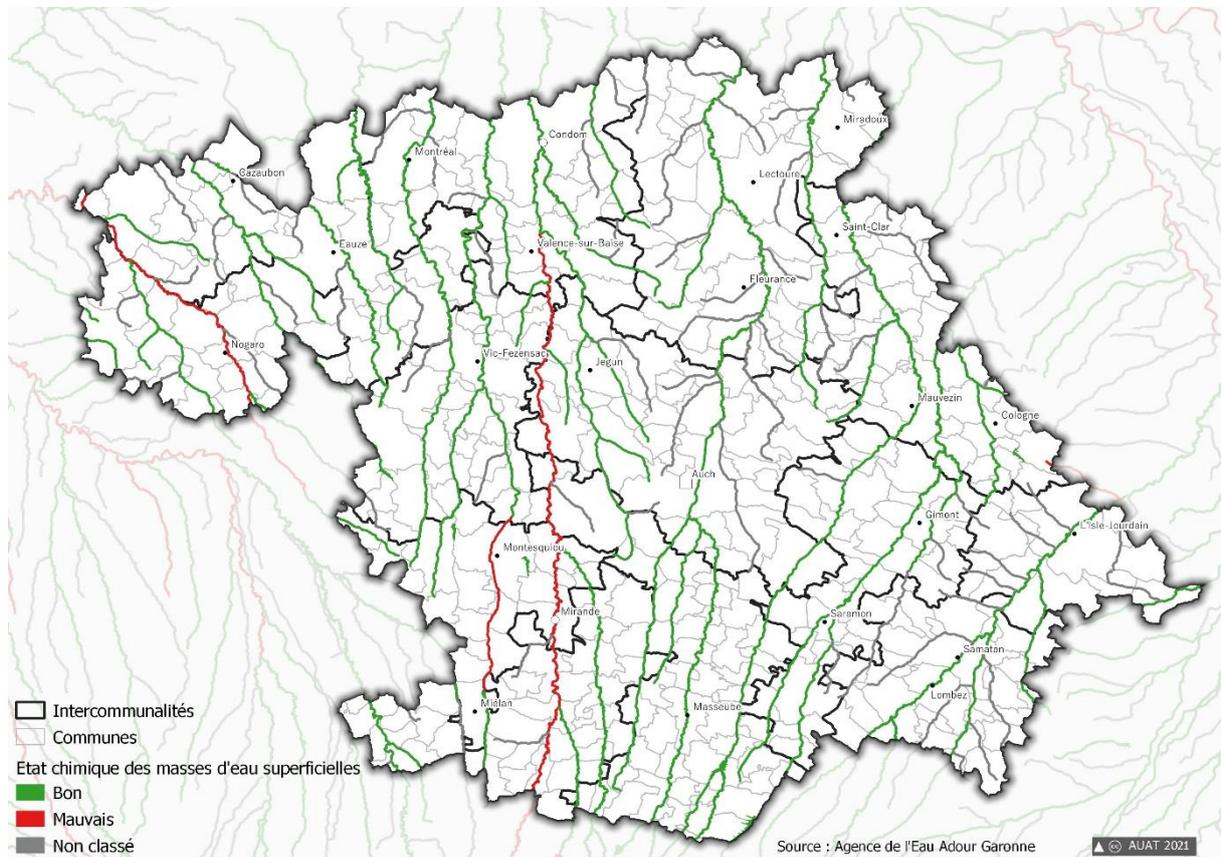 Condom
Miradoux
Montréal
Cazaubon
Lectoure
Saint-Clar
Eauze
Valence-sur-Baïse
Fleurance
Nogaro
Vic-Fezensac
Jegun
Mauvezin
Cologne
Auch
Gimont
L'Isle-Jourdain
Montesquiou
Mirande
Saramon
Samatan
Lombez
Miélan
Masseube
Intercommunalités
Communes
Etat chimique des masses d'eau superficielles
Bon
Mauvais
Non classé
Source : Agence de l'Eau Adour Garonne
cc AUAT 2021